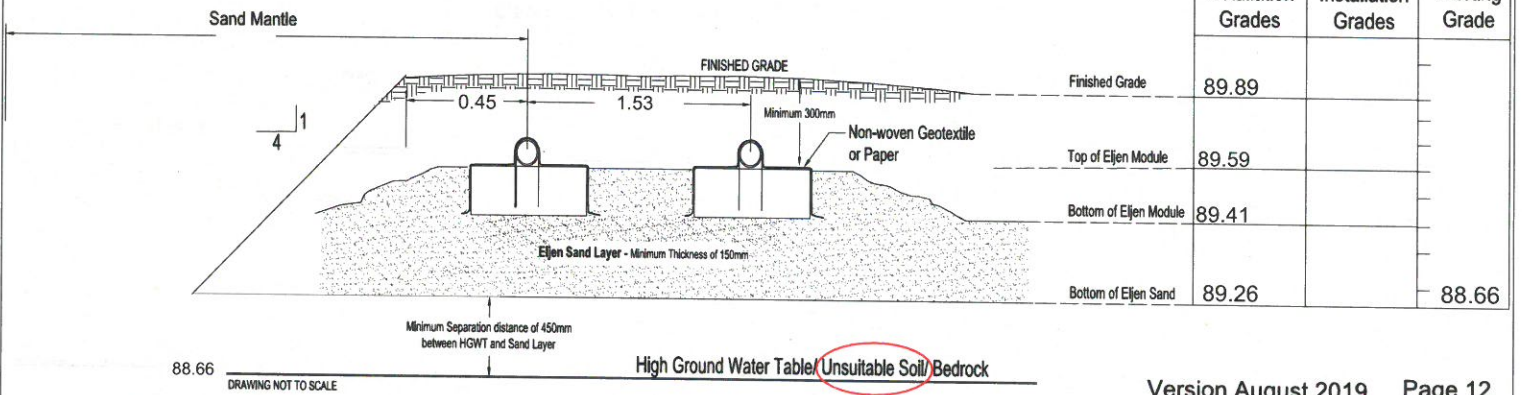 Sand Mantle
Grades
Grades
Grade
FINISHED GRADE
Finished Grade
89.89
0.45
1.53
Minimum 300mm
1
4
Non-woven Geotextile
or Paper
Top of Eljen Module
89.59
Bottom of Eljen Module
89.41
Eljen Sand Layer - Minimum Thickness of 150mm
Bottom of Eljen Sand
89.26
88.66
Minimum Separation distance of 450mm
between HGWT and Sand Layer
88.66
High Ground Water Table/ Unsuitable Soil/ Bedrock
DRAWING NOT TO SCALE
Version August 2019 Page 12